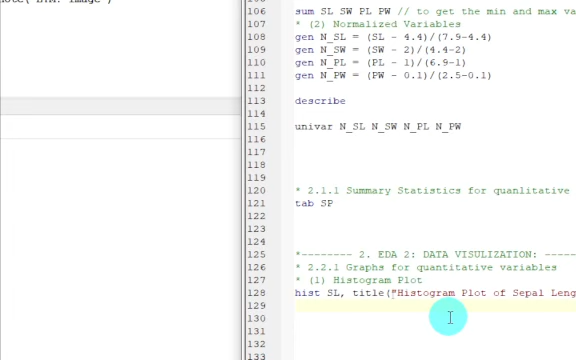 note( DTM: Image )
106 sum SL SW PL PW // to get the min and max va
107 * (2) Normalized Variables
108 gen N_SL = (SL - 4.4)/(7.9-4.4)
109 gen N_SW = (SW - 2)/(4.4-2)
110 gen N_PL = (PL - 1)/(6.9-1)
111 gen N_PW = (PW - 0.1)/(2.5-0.1)
112
113 describe
114
115 univar N_SL N_SW N_PL N_PW
116
117
118
119
120 * 2.1.1 Summary Statistics for quanlitative
121 tab SP
122
123
124
125 *-------- 2. EDA 2: DATA VISULIZATION: -----
126 * 2.2.1 Graphs for quantitative variables
127 * (1) Histogram Plot
128 hist SL, title("Histogram Plot of Sepal Leng
129
130
131
132
133